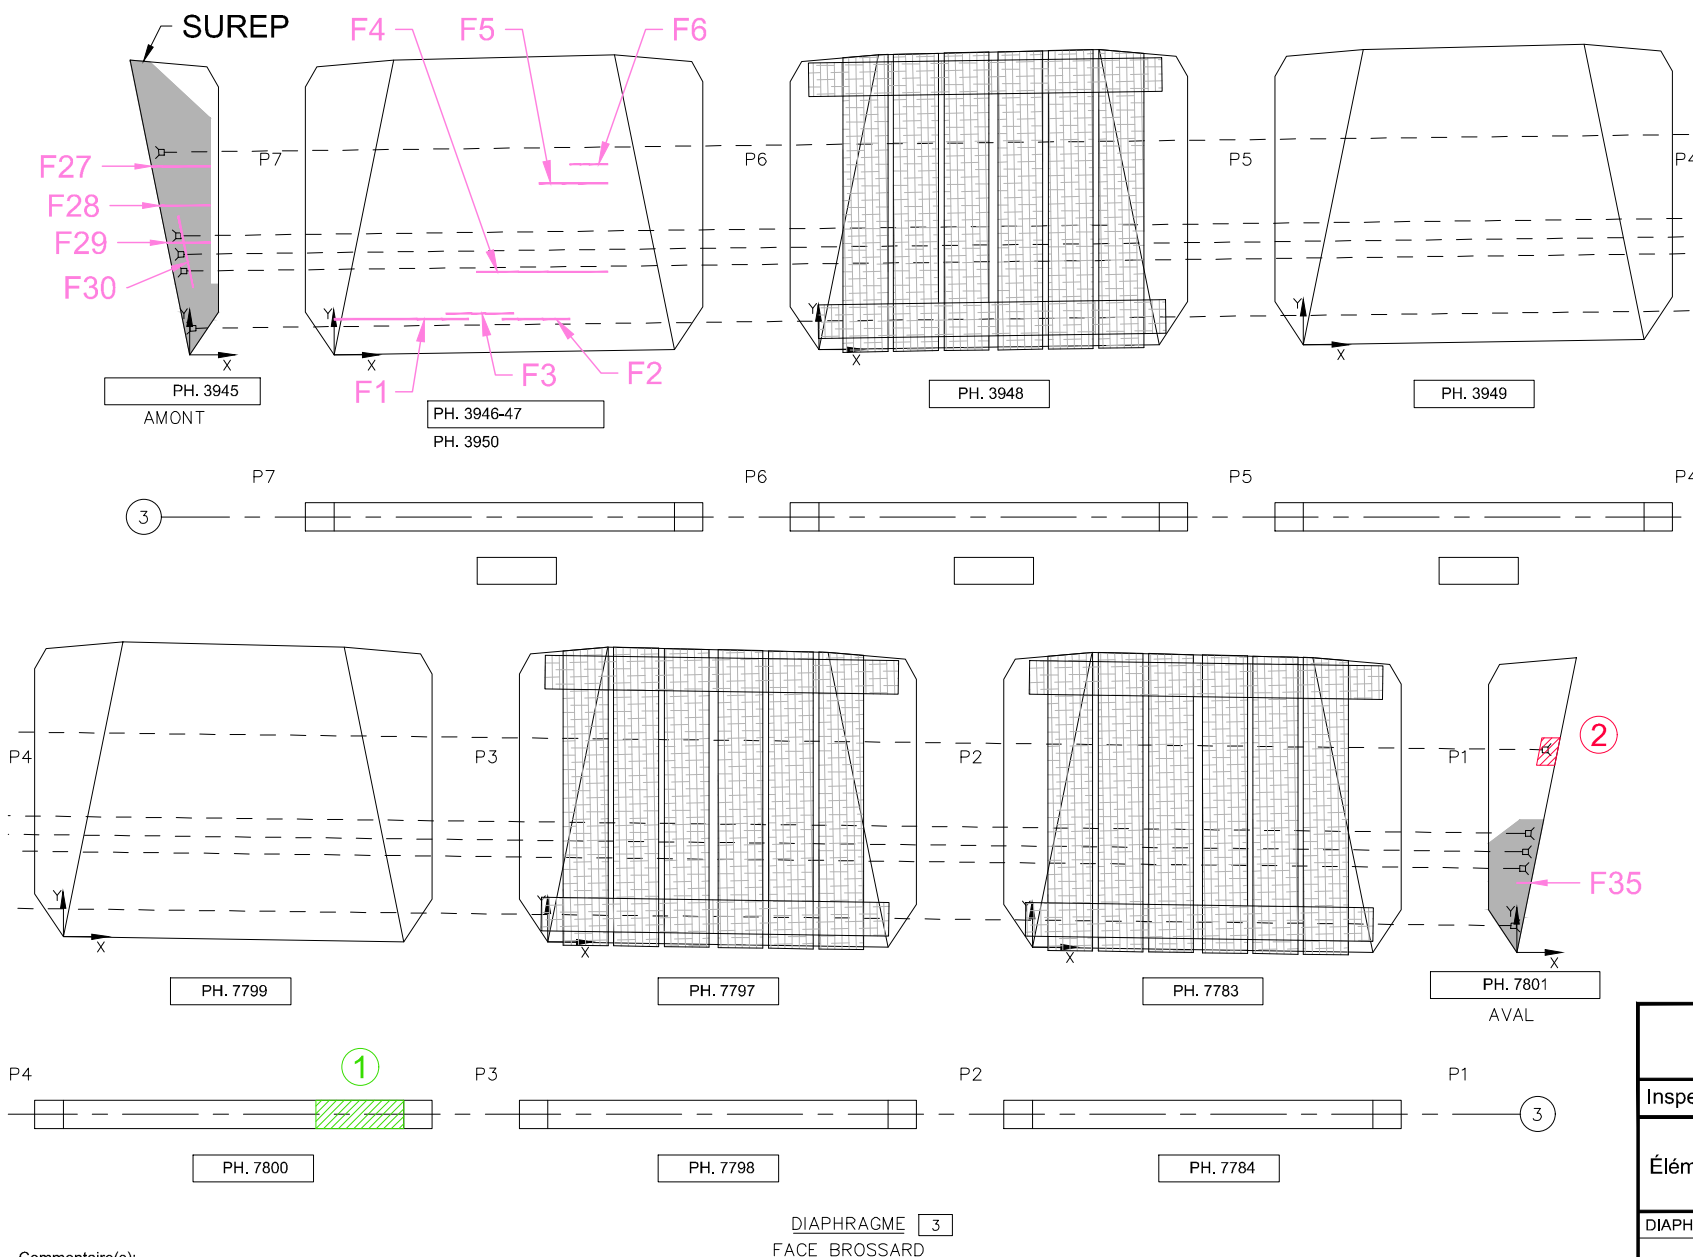 SUREP
F4
F5
F6
F27
P7
P6
P5
P4
F28
F29
F30
Y
Y
Y
Y
X
X
X
X
F1
F3
F2
PH. 3945
AMONT
PH. 3946-47
PH. 3950
PH. 3948
PH. 3949
P7
P6
P5
P4
3
2
P4
P3
P2
P1
F35
Y
Y
Y
Y
X
X
X
X
PH. 7799
PH. 7797
PH. 7783
PH. 7801
AVAL
1
P4
P3
P2
P1
3
Inspe
PH. 7800
PH. 7798
PH. 7784
Élém
DIAPHRAGME 3
DIAPH
FACE BROSSARD
Commentaire(s):